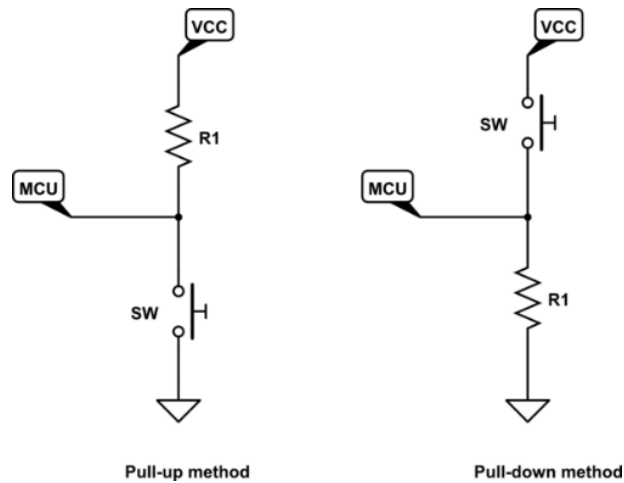 VCC
R1
MCU
SW
Pull-up method
VCC
SW
MCU
R1
Pull-down method